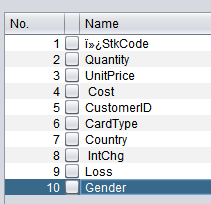 No. Name
1 ï»¿StkCode
2 Quantity
3 UnitPrice
4 Cost
5 CustomerID
6 CardType
7 Country
8 IntChg
9 Loss
10 Gender